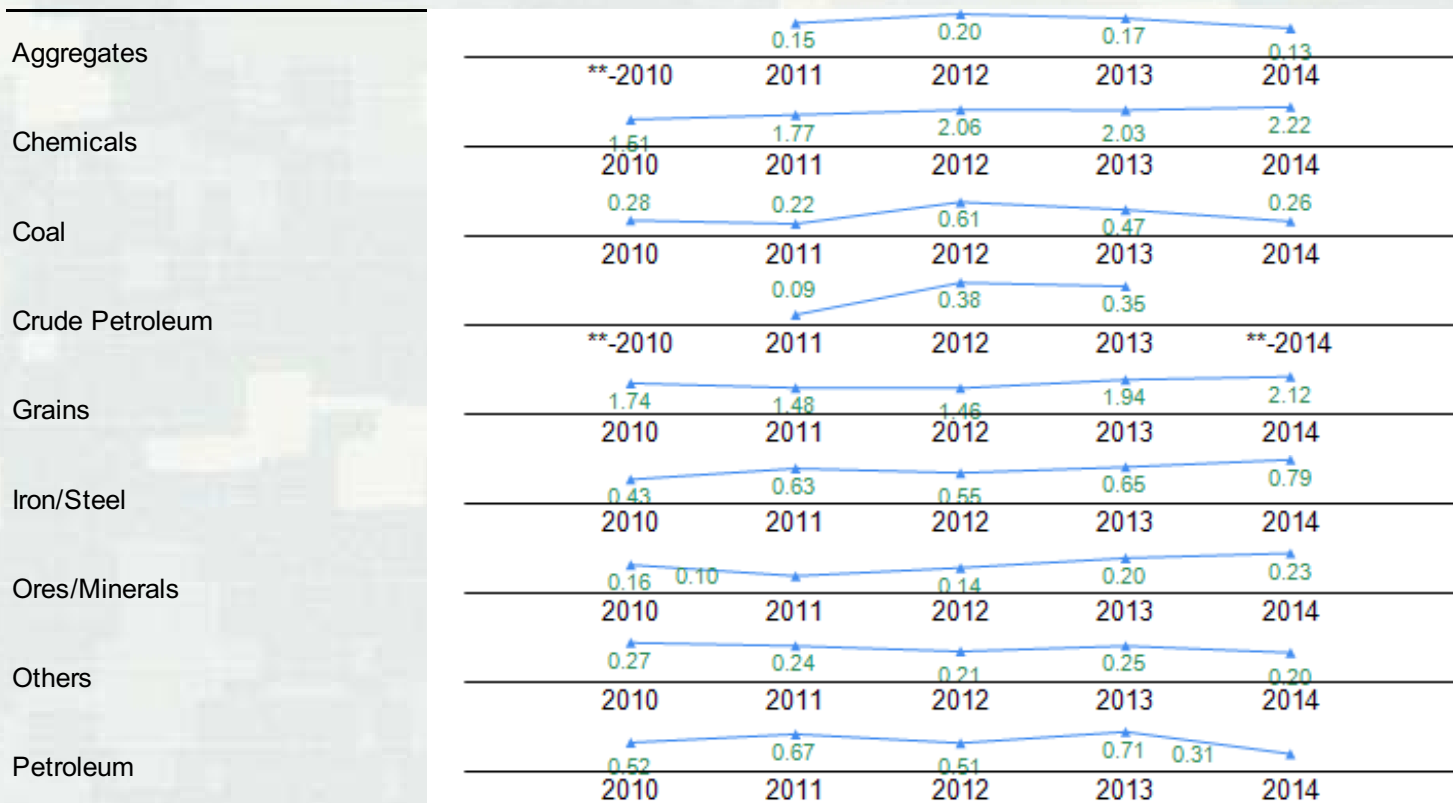 0.15 0.20 0.17 0.13
Aggregates
**-2010 2011 2012 2013 2014
1.77 2.06 2.03 2.22
Chemicals
2010 2011 2012 2013 2014
0.28 0.22 0.61 0.47 0.26
Coal
2010 2011 2012 2013 2014
0.09 0.38 0.35
Crude Petroleum
**-2010 2011 2012 2013 **-2014
1.74 1.48 1.46 1.94 2.12
Grains
2010 2011 2012 2013 2014
0.43 0.63 0.55 0.65 0.79
Iron/Steel
2010 2011 2012 2013 2014
0.16 0.10 0.14 0.20 0.23
Ores/Minerals
2010 2011 2012 2013 2014
0.27 0.24 0.21 0.25 0.20
Others
2010 2011 2012 2013 2014
0.52 0.67 0.51 0.71 0.31
Petroleum
2010 2011 2012 2013 2014